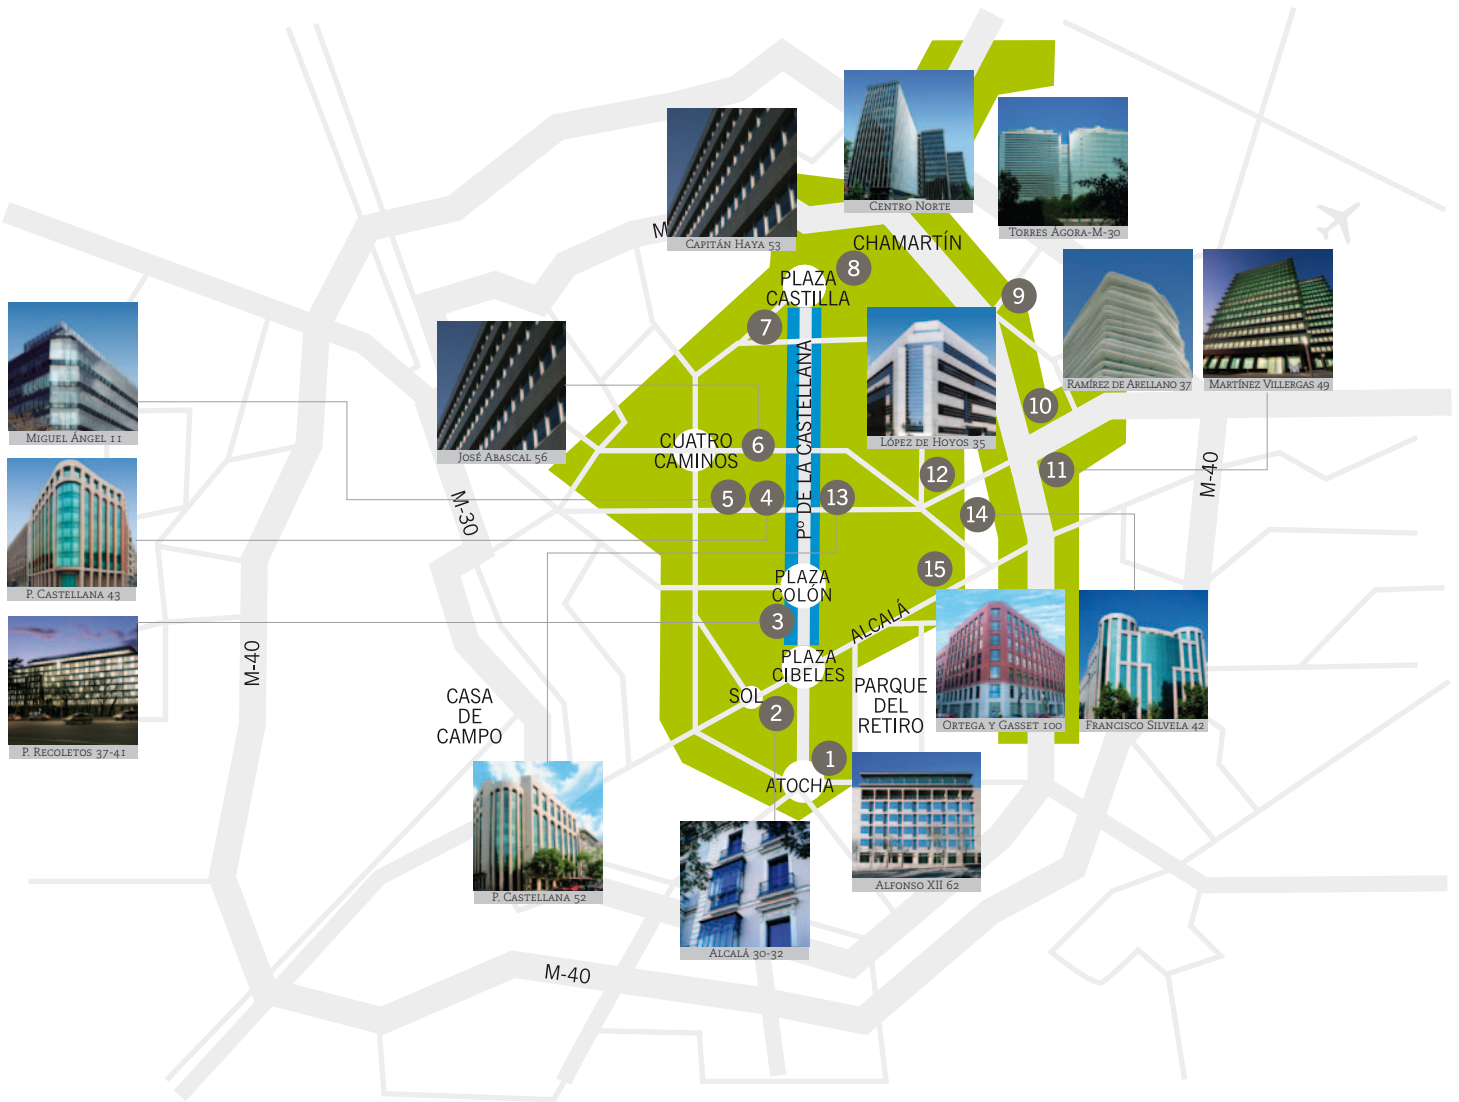 CENTRO NORTE
TORRES ÁGORA-M-30
M
CAPITÁN HAYA 53
CHAMARTÍN
8
PLAZA
CASTILLA
9
7
RAMÍREZ DE ARELLANO 37
MARTÍNEZ VILLERGAS 49
10
MIGUEL ÁNGEL 11
JOSÉ ABASCAL 56
CUATRO
CAMINOS
6
Pº DE LA CASTELLANA
LÓPEZ DE HOYOS 35
12
11
M-40
5
4
13
14
M-30
P. CASTELLANA 43
PLAZA
COLÓN
15
3
ALCALÁ
M-40
PLAZA
CIBELES
SOL
2
CASA
DE
CAMPO
PARQUE
DEL
RETIRO
ORTEGA Y GASSET 100
FRANCISCO SILVELA 42
P. RECOLETOS 37-41
1
ATOCHA
P. CASTELLANA 52
ALFONSO XII 62
ALCALÁ 30-32
M-40